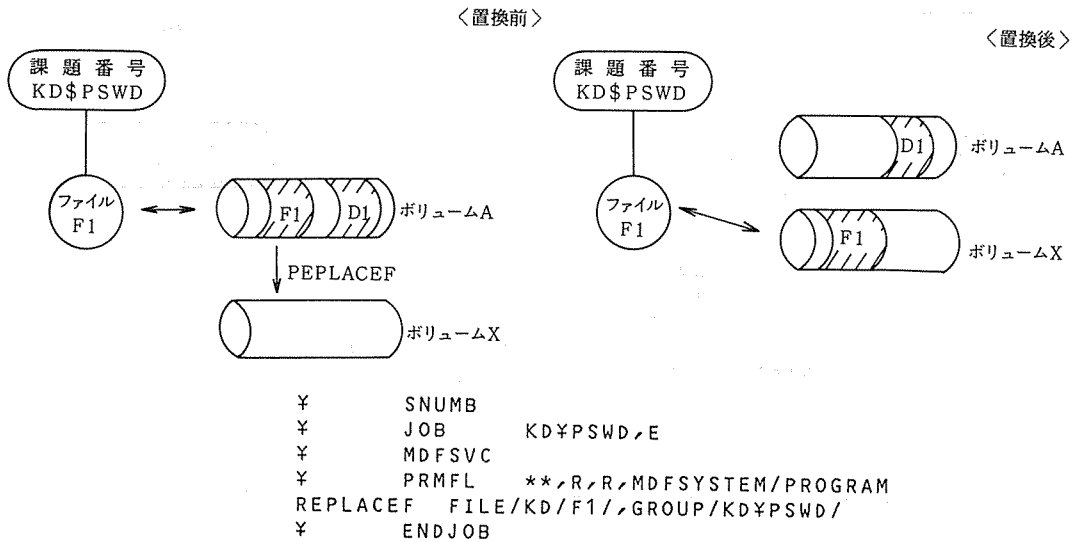 〈置換前〉
課題番号
KD$PSWD
ファイル
F1
F1
D1
ボリュームA
PEPLACEF
ボリュームX
〈置換後〉
課題番号
KD$PSWD
ファイル
F1
D1
ボリュームA
F1
ボリュームX
¥ SNUMB
¥ JOB KD¥PSWD,E
¥ MDFSVC
¥ PRMFL **,R,R,MDFSYSTEM/PROGRAM
REPLACEF FILE/KD/F1/,GROUP/KD¥PSWD/
¥ ENDJOB